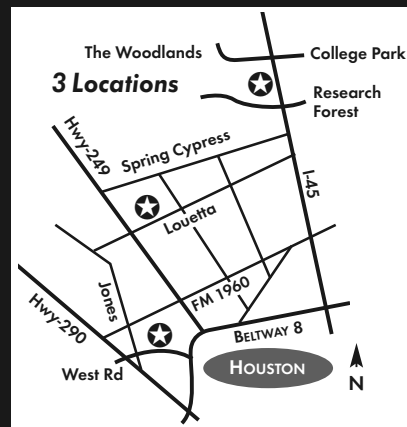 The Woodlands
College Park
3 Locations
Research
Forest
Hwy-249
Spring Cypress
I-45
Louetta
FM 1960
Jones
Hwy-290
BELTWAY 8
West Rd
HOUSTON
N